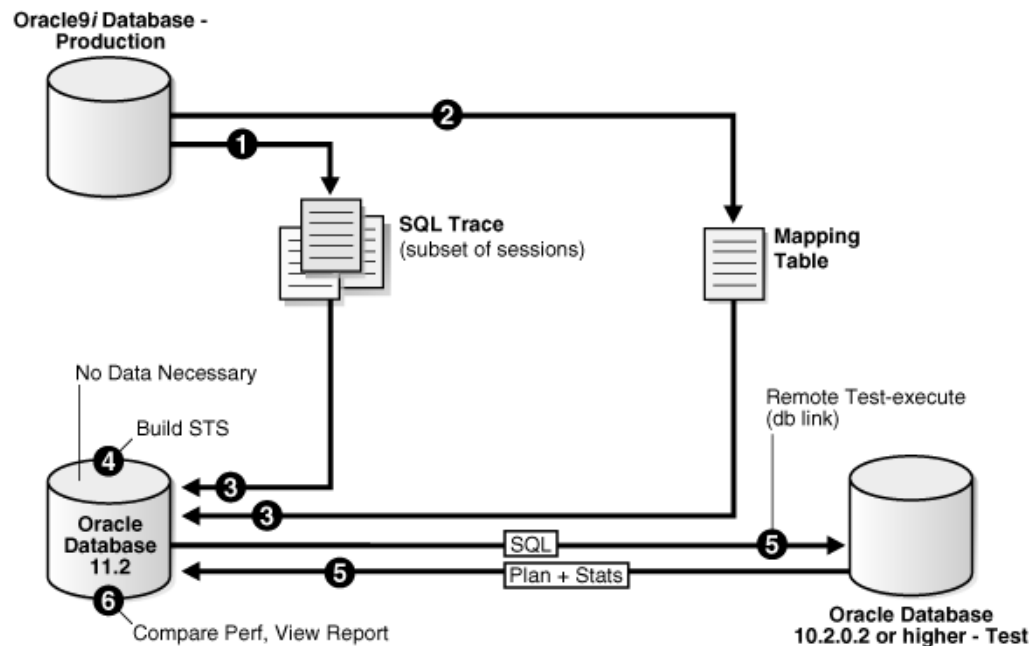 Oracle9i Database -
Production
2
1
SQL Trace
(subset of sessions)
Mapping
Table
No Data Necessary
Remote Test-execute
(db link)
Build STS
4
3
3
Oracle
Database
11.2
SQL
5
5
Plan + Stats
6
Compare Perf, View Report
Oracle Database
10.2.0.2 or higher - Test